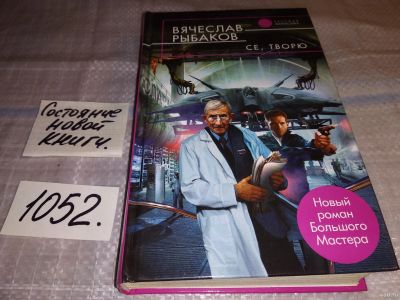 ВЯЧЕСЛАВ
РЫБАКОВ
СЕ, ТВОРЮ
Состояние
новой
книги.
1052.
Новый
роман
Большого
Мастера